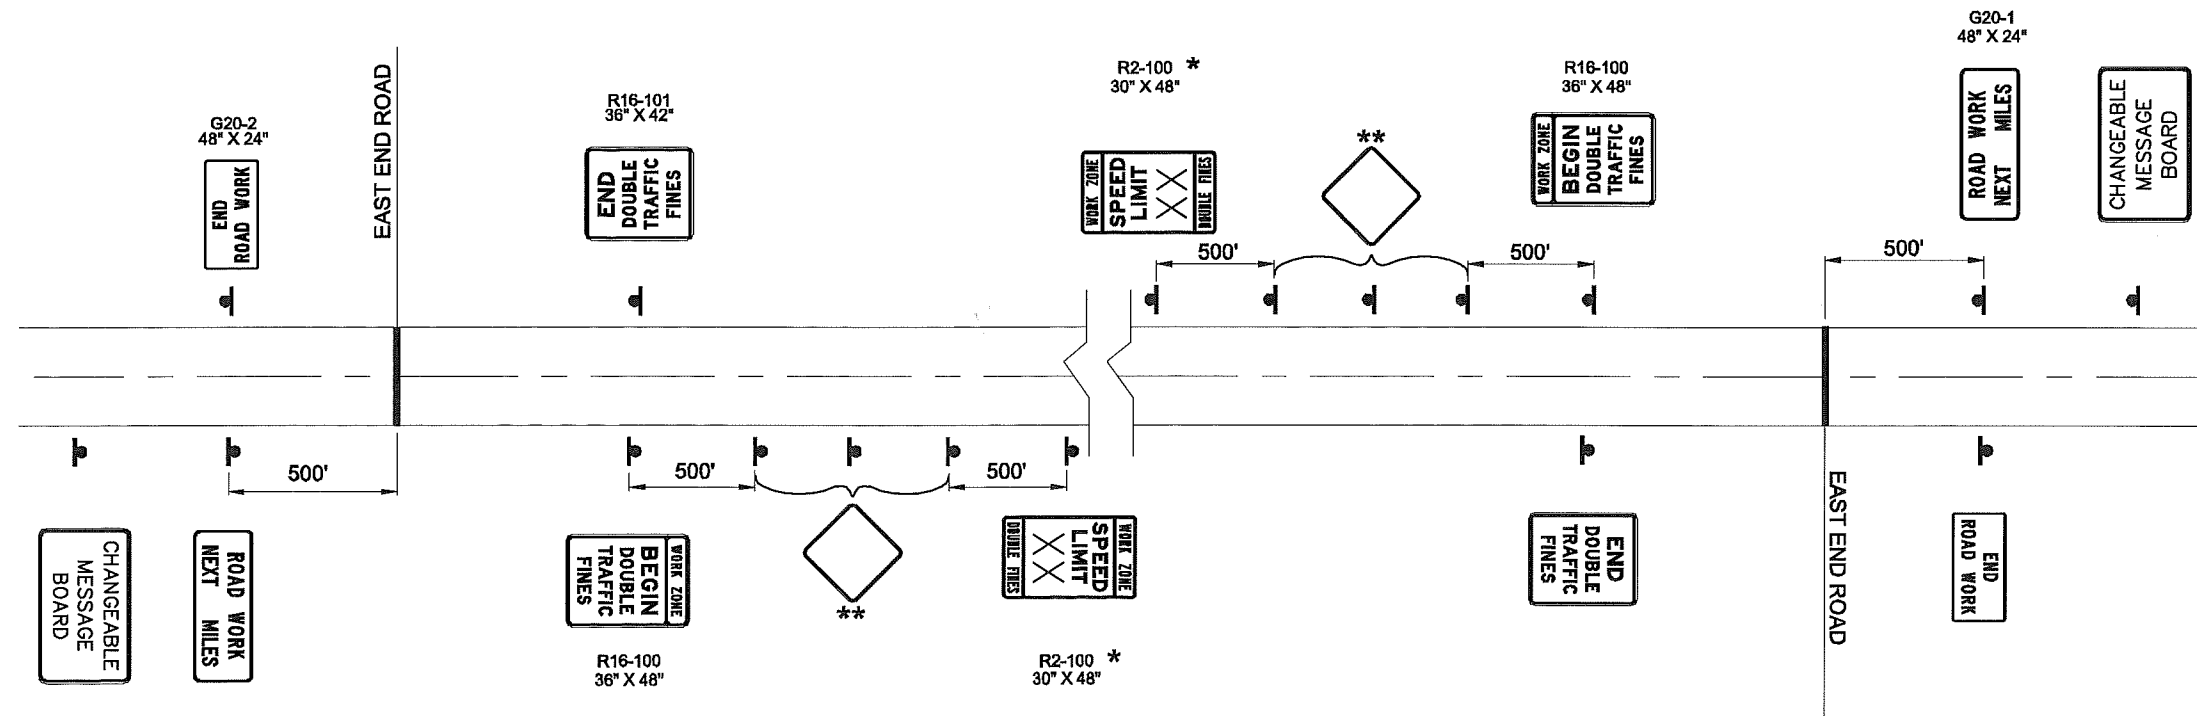 G20-1
48" X 24"
R2-100 *
30" X 48"
R16-100
36" X 48"
R16-101
36" X 42"
G20-2
48" X 24"
EAST END ROAD
END
ROAD WORK
END
DOUBLE
TRAFFIC
FINES
WORK ZONE
SPEED
LIMIT
XX
DOUBLE FINES
**
WORK ZONE
BEGIN
DOUBLE
TRAFFIC
FINES
ROAD WORK
NEXT MILES
CHANGEABLE
MESSAGE
BOARD
500'
500'
500'
500'
500'
500'
CHANGEABLE
MESSAGE
BOARD
ROAD WORK
NEXT MILES
WORK ZONE
BEGIN
DOUBLE
TRAFFIC
FINES
**
WORK ZONE
SPEED
LIMIT
XX
DOUBLE FINES
END
DOUBLE
TRAFFIC
FINES
EAST END ROAD
END
ROAD WORK
R16-100
36" X 48"
R2-100 *
30" X 48"